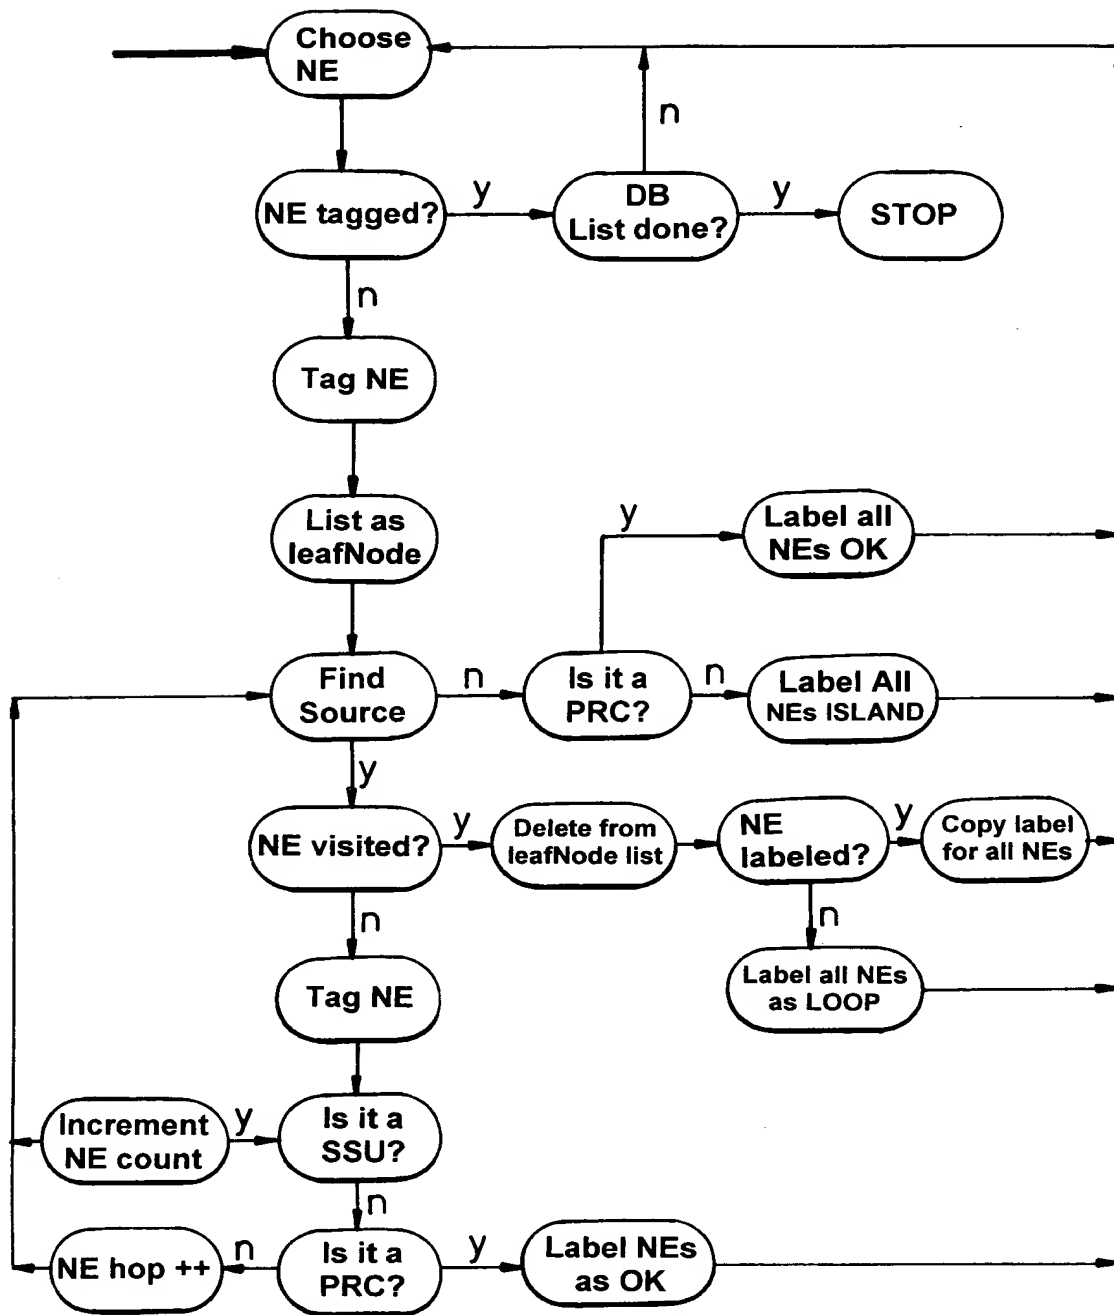 Choose
NE
n
NE tagged?
y
DB
List done?
y
STOP
n
Tag NE
List as
leafNode
y
Label all
NEs OK
Find
Source
n
Is it a
PRC?
n
Label All
NEs ISLAND
y
NE visited?
y
Delete from
leafNode list
NE
labeled?
y
Copy label
for all NEs
n
n
Tag NE
Label all NEs
as LOOP
Increment
NE count
y
Is it a
SSU?
n
NE hop ++
n
Is it a
PRC?
y
Label NEs
as OK